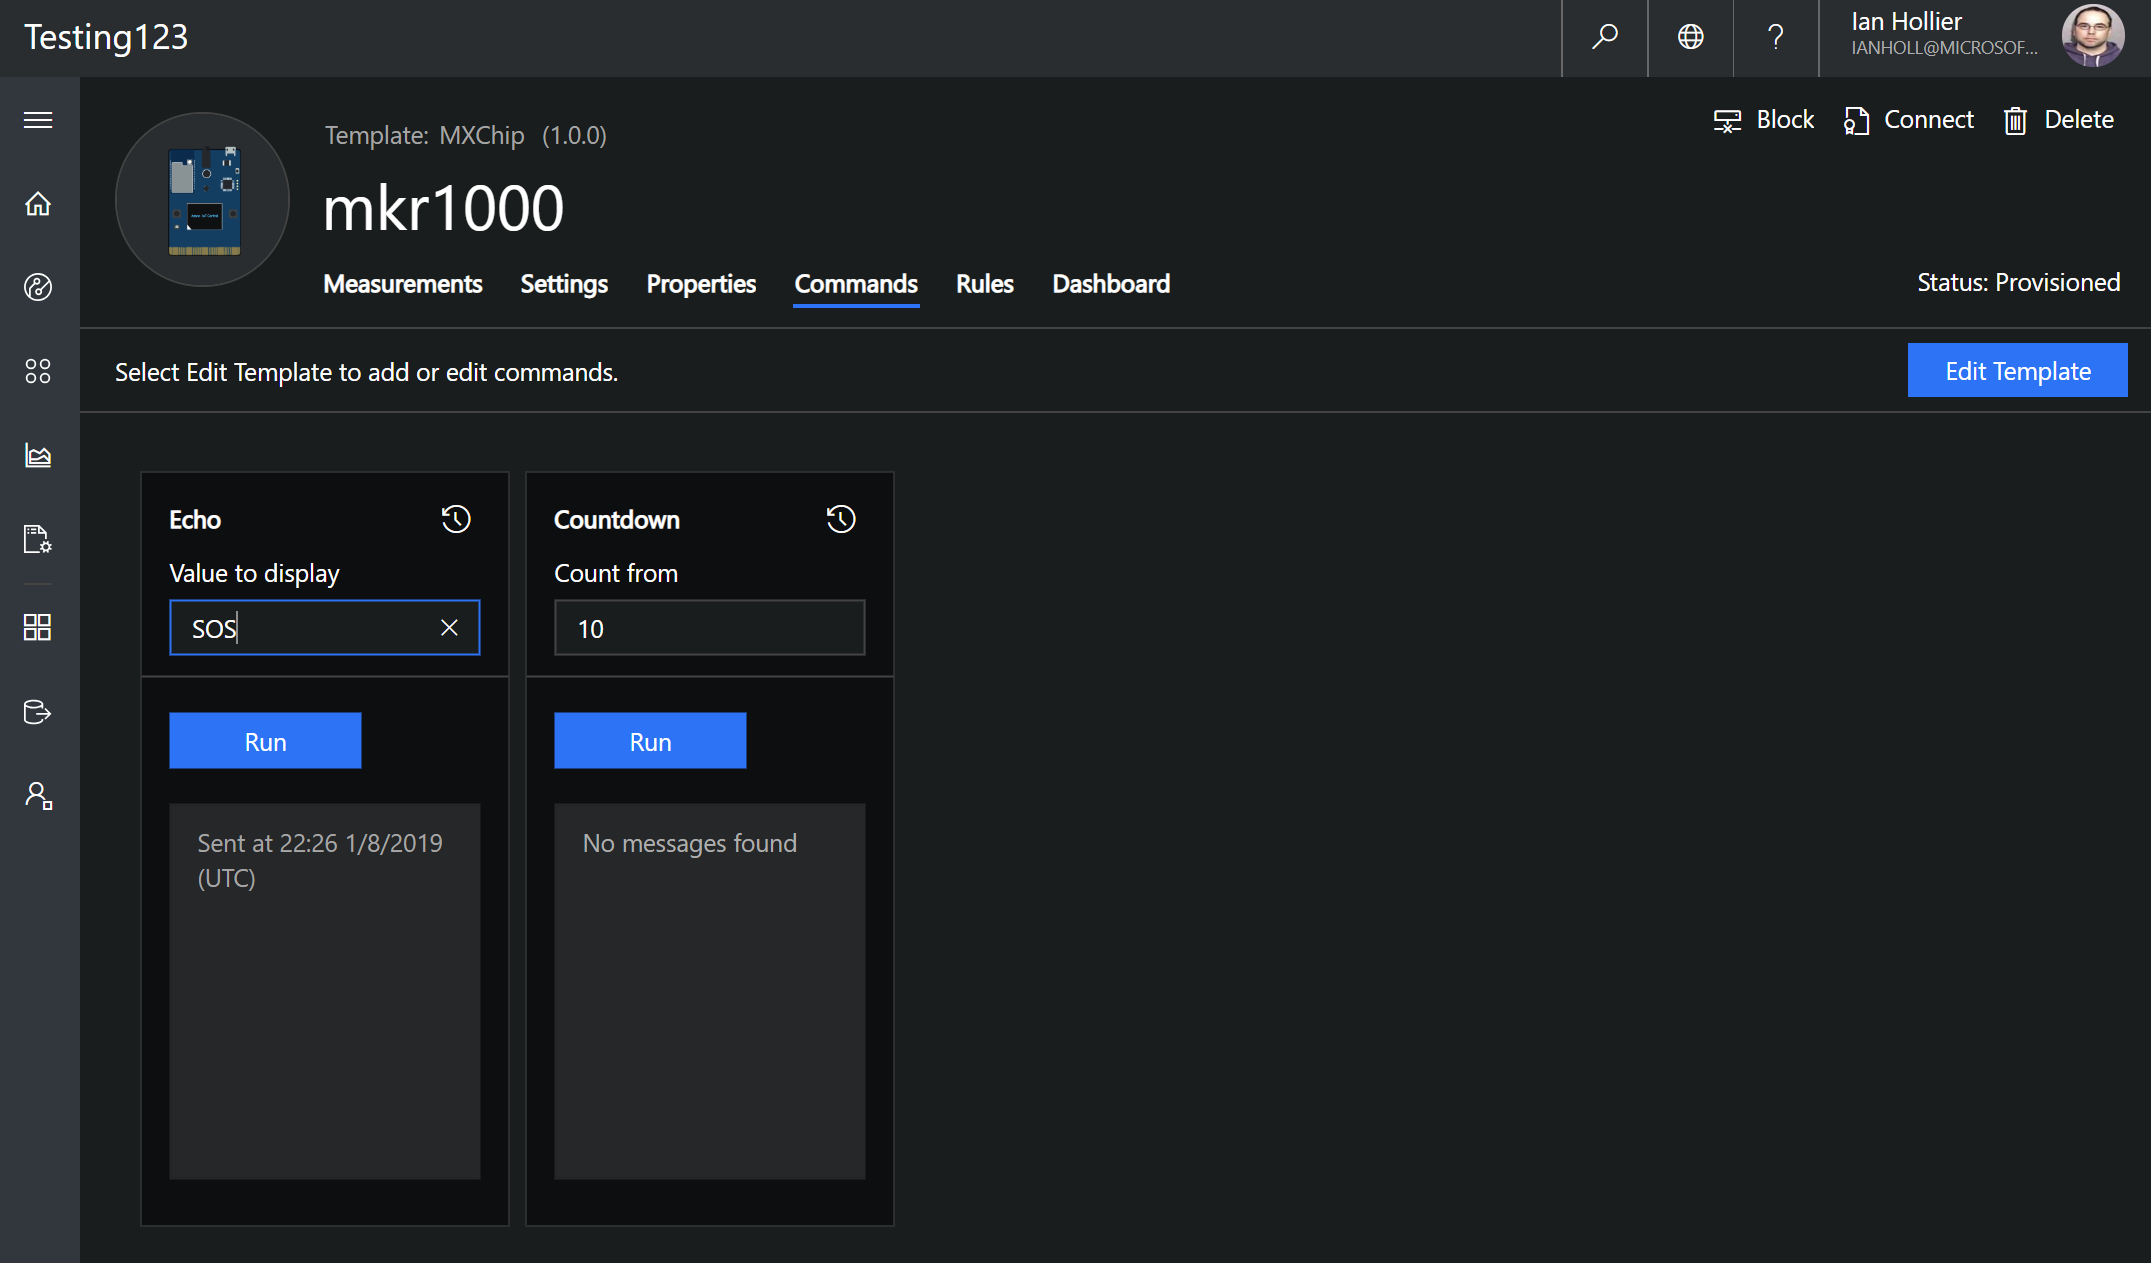 Testing123
?
Ian Hollier
IANHOLL@MICROSOF...
Template: MXChip (1.0.0)
Block
Connect
Delete
mkr1000
Measurements
Settings
Properties
Commands
Rules
Dashboard
Status: Provisioned
Select Edit Template to add or edit commands.
Edit Template
Echo
Value to display
SOS
Run
Sent at 22:26 1/8/2019
(UTC)
Countdown
Count from
10
Run
No messages found